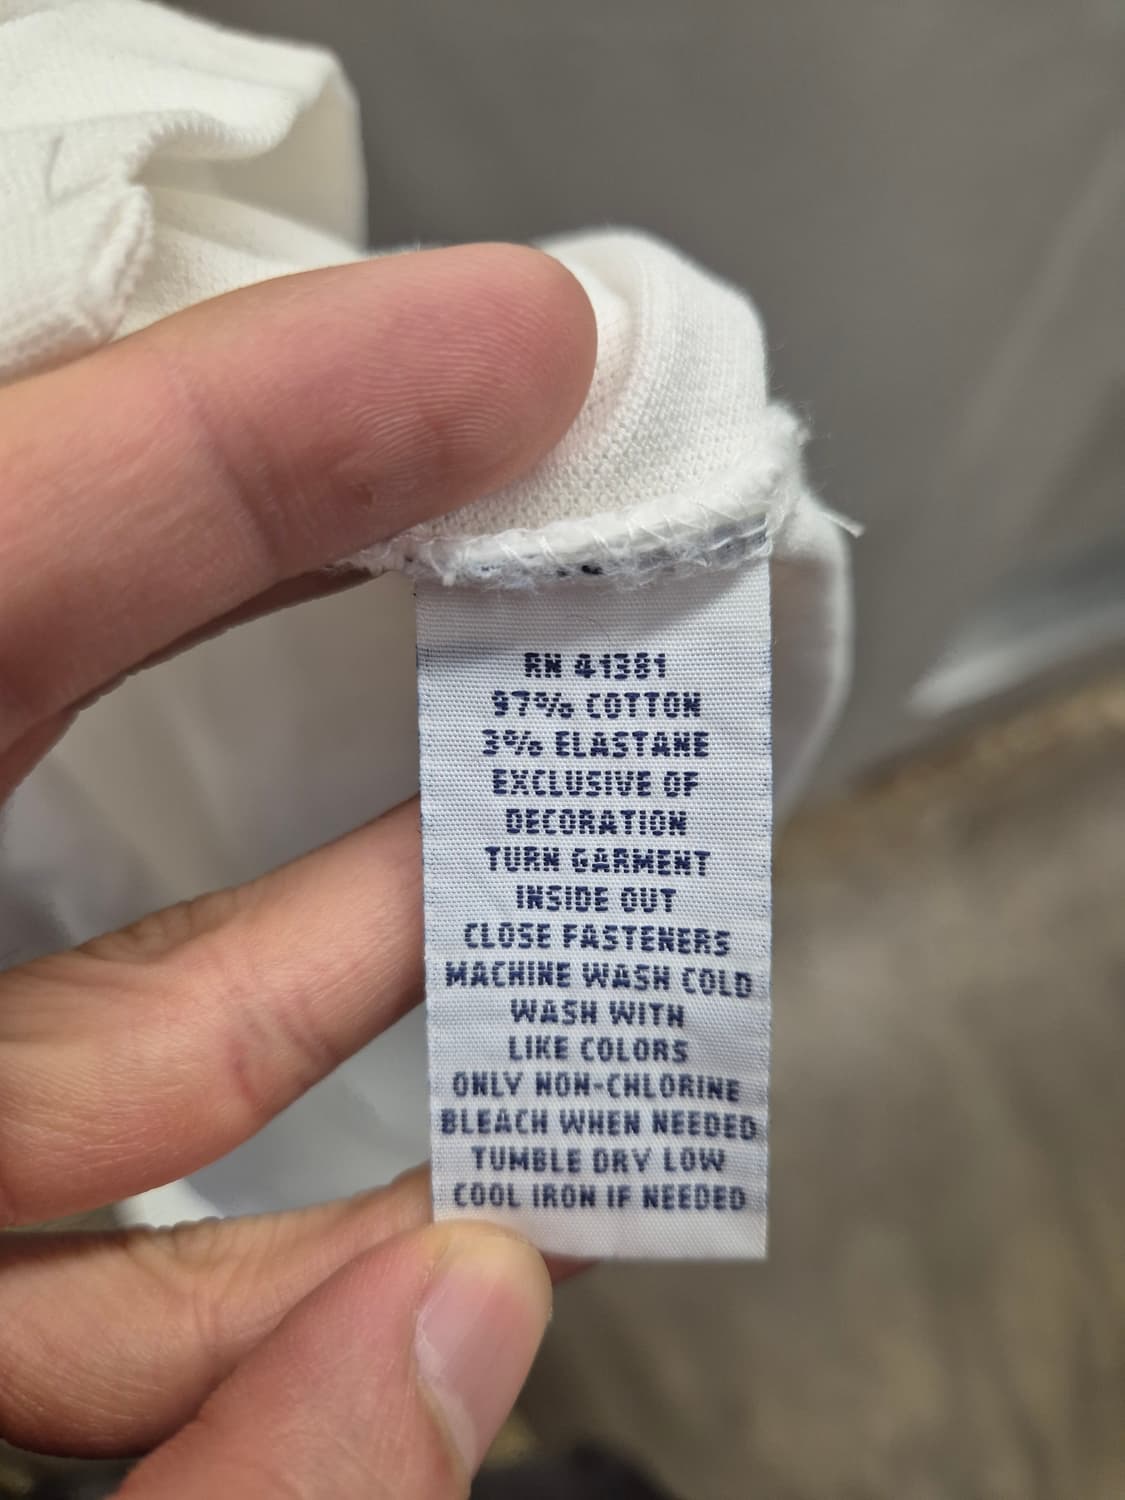 RN 41381
97% COTTON
3% ELASTANE
EXCLUSIVE OF
DECORATION
TURN GARMENT
INSIDE OUT
CLOSE FASTENERS
MACHINE WASH COLD
WASH WITH
LIKE COLORS
ONLY NON-CHLORINE
BLEACH WHEN NEEDED
TUMBLE DRY LOW
COOL IRON IF NEEDED